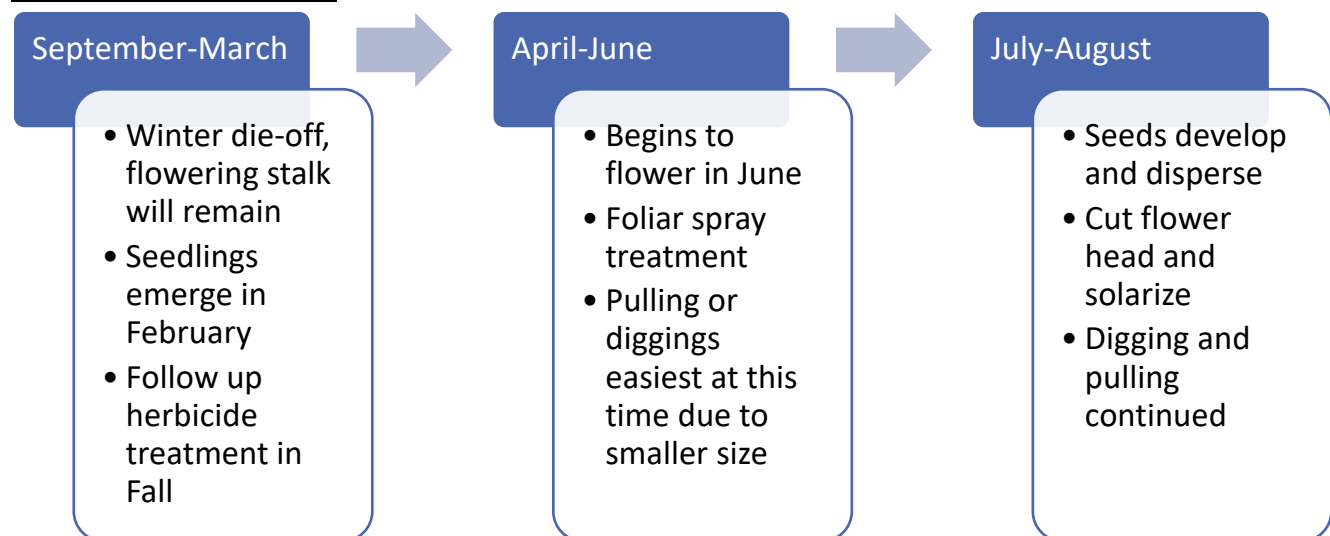 September-March
• Winter die-off,
flowering stalk
will remain
• Seedlings
emerge in
February
• Follow up
herbicide
treatment in
Fall
April-June
• Begins to
flower in June
• Foliar spray
treatment
• Pulling or
diggings
easiest at this
time due to
smaller size
July-August
• Seeds develop
and disperse
• Cut flower
head and
solarize
• Digging and
pulling
continued